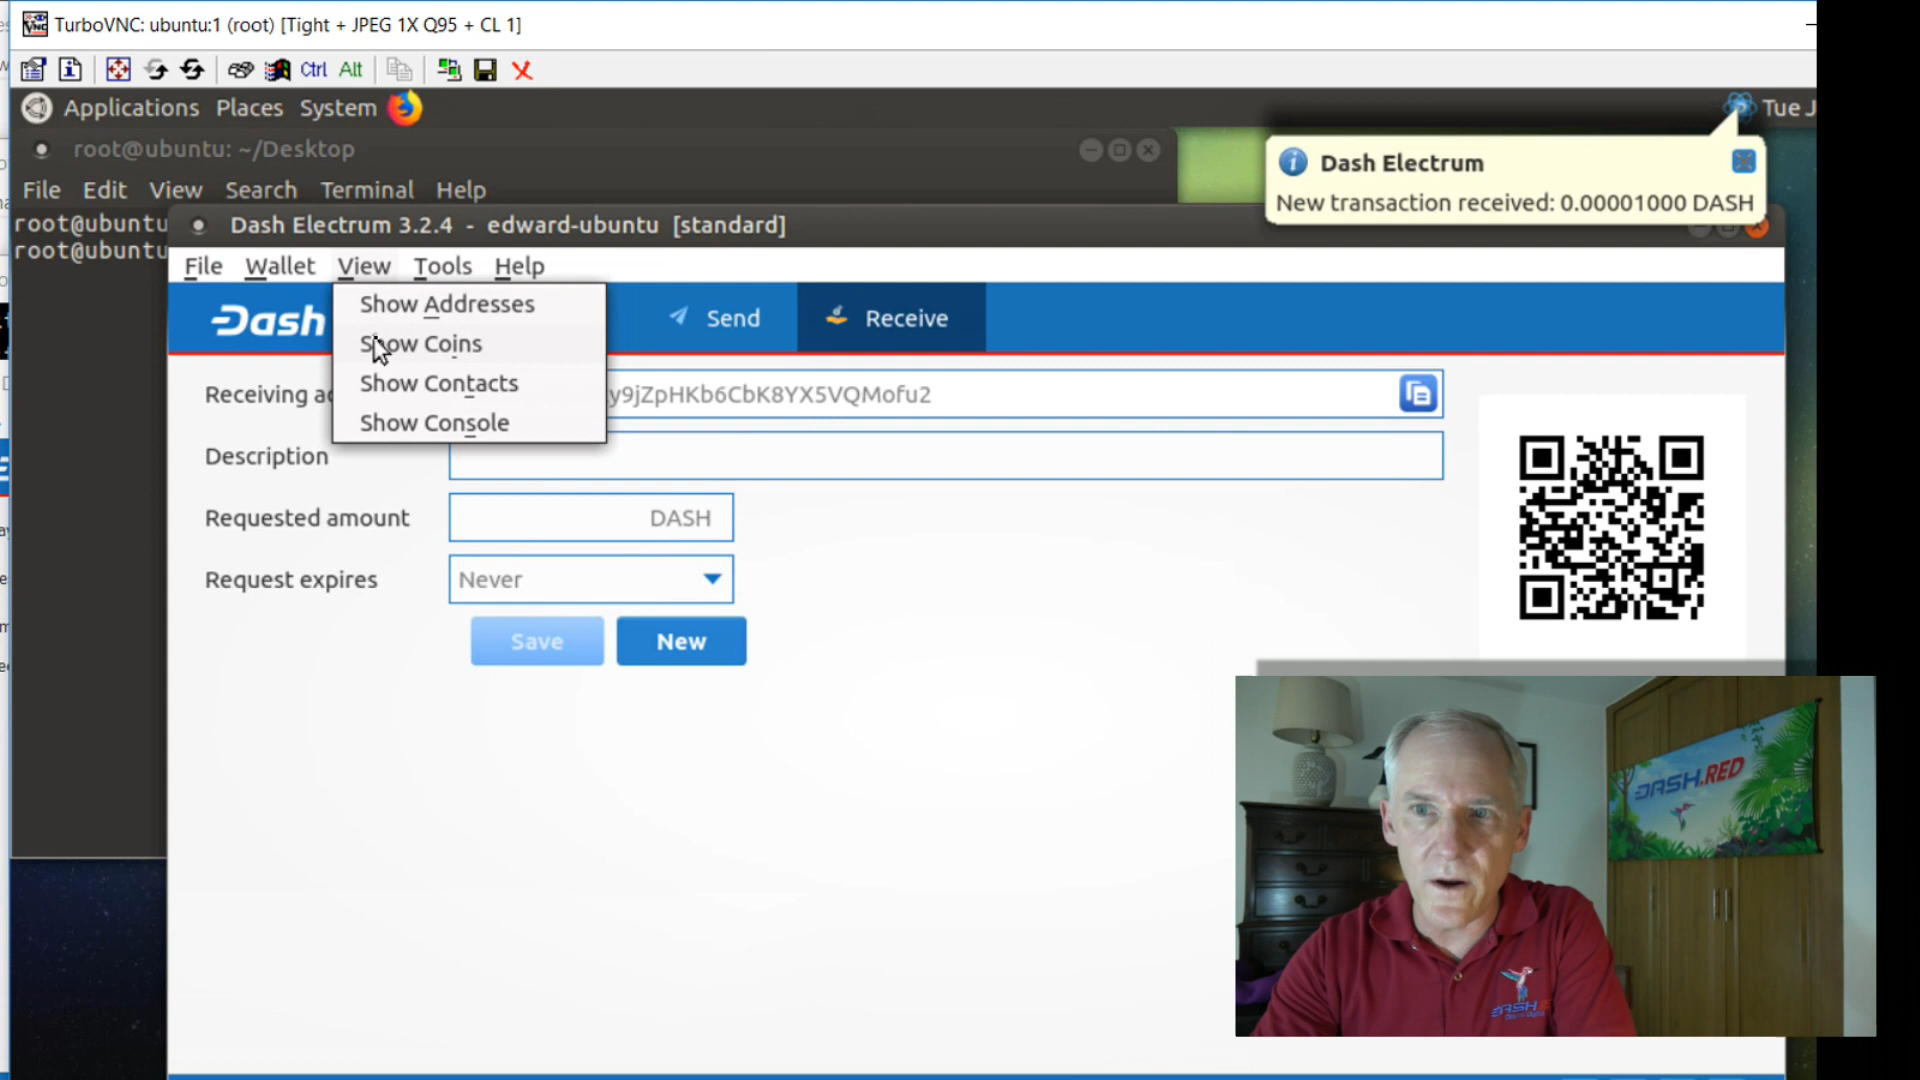 TurboVNC: ubuntu:1 (root) [Tight + JPEG 1X Q95 + CL 1]
Ctrl Alt
Applications Places System
Tue J
root@ubuntu: ~/Desktop
File Edit View Search Terminal Help
root@ubuntu
root@ubuntu
Dash Electrum
New transaction received: 0.00001000 DASH
Dash Electrum 3.2.4 - edward-ubuntu [standard]
File Wallet View Tools Help
Show Addresses
Show Coins
Show Contacts
Show Console
Dash
Send
Receive
Receiving ad
y9jZpHKb6CbK8YX5VQMofu2
Description
Requested amount
DASH
Request expires
Never
Save
New
DASH.RED